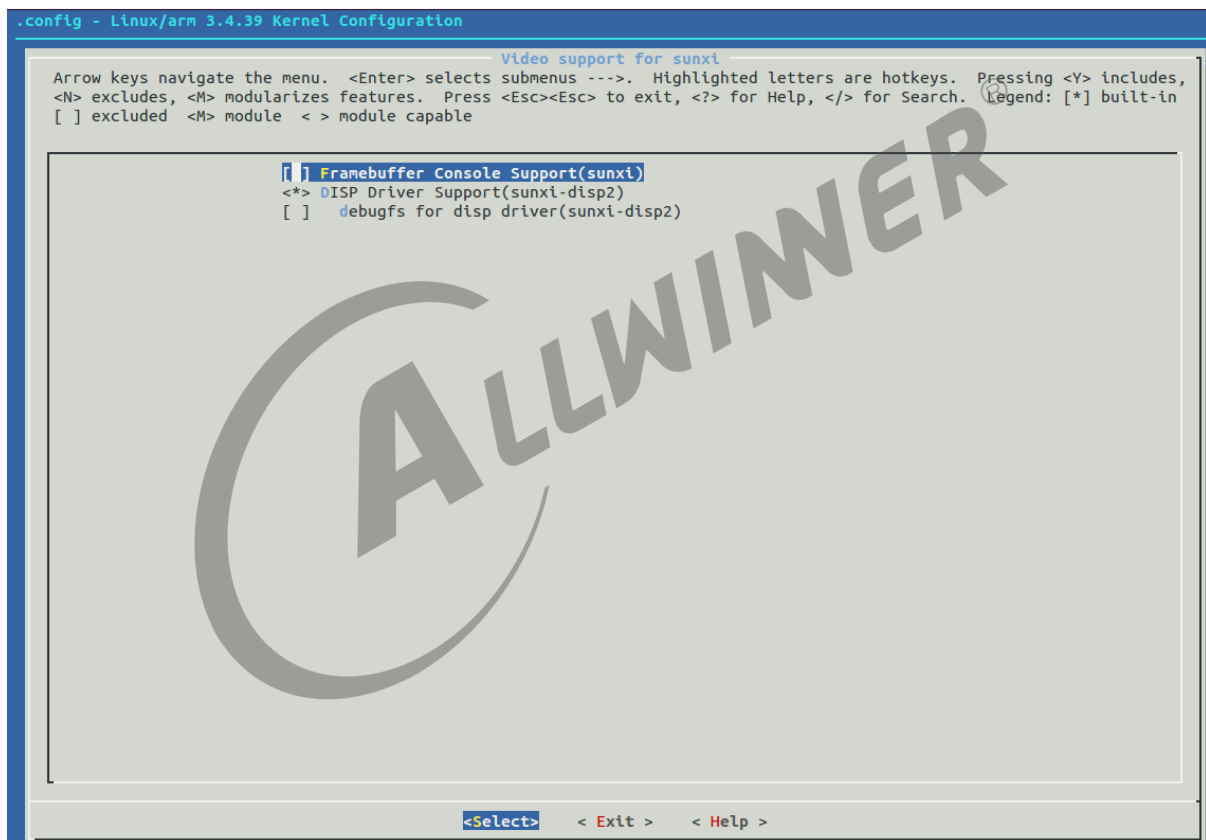 .config - Linux/arm 3.4.39 Kernel Configuration
Video support for sunxi
Arrow keys navigate the menu.  <Enter> selects submenus --->.  Highlighted letters are hotkeys.  Pressing <Y> includes,
<N> excludes, <M> modularizes features.  Press <Esc><Esc> to exit, <?> for Help, </> for Search.  Legend: [*] built-in
[ ] excluded  <M> module  < > module capable
[ ] Framebuffer Console Support(sunxi)
<*> DISP Driver Support(sunxi-disp2)
[ ]   debugfs for disp driver(sunxi-disp2)
ALLWINNER®
<Select>    < Exit >    < Help >